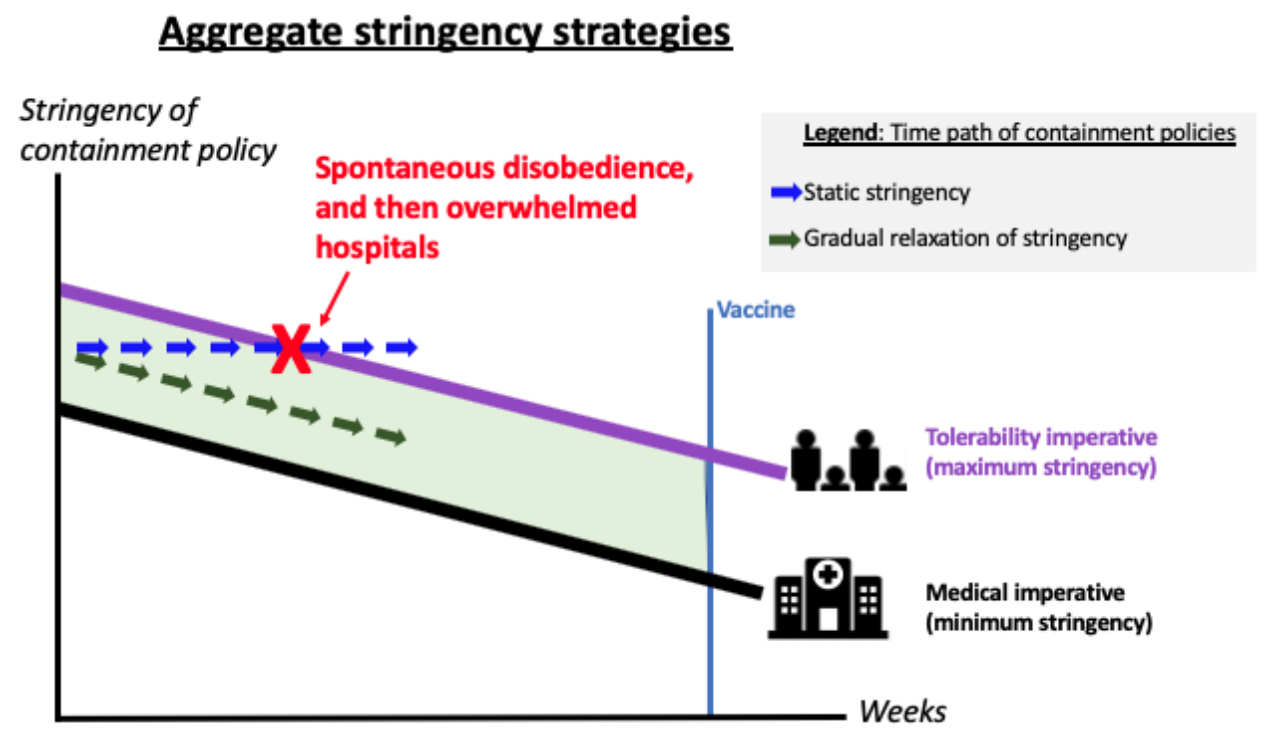 Aggregate stringency strategies
Stringency of
containment policy
Spontaneous disobedience,
and then overwhelmed
hospitals
Legend: Time path of containment policies
Static stringency
Gradual relaxation of stringency
Vaccine
Tolerability imperative
(maximum stringency)
Medical imperative
(minimum stringency)
Weeks